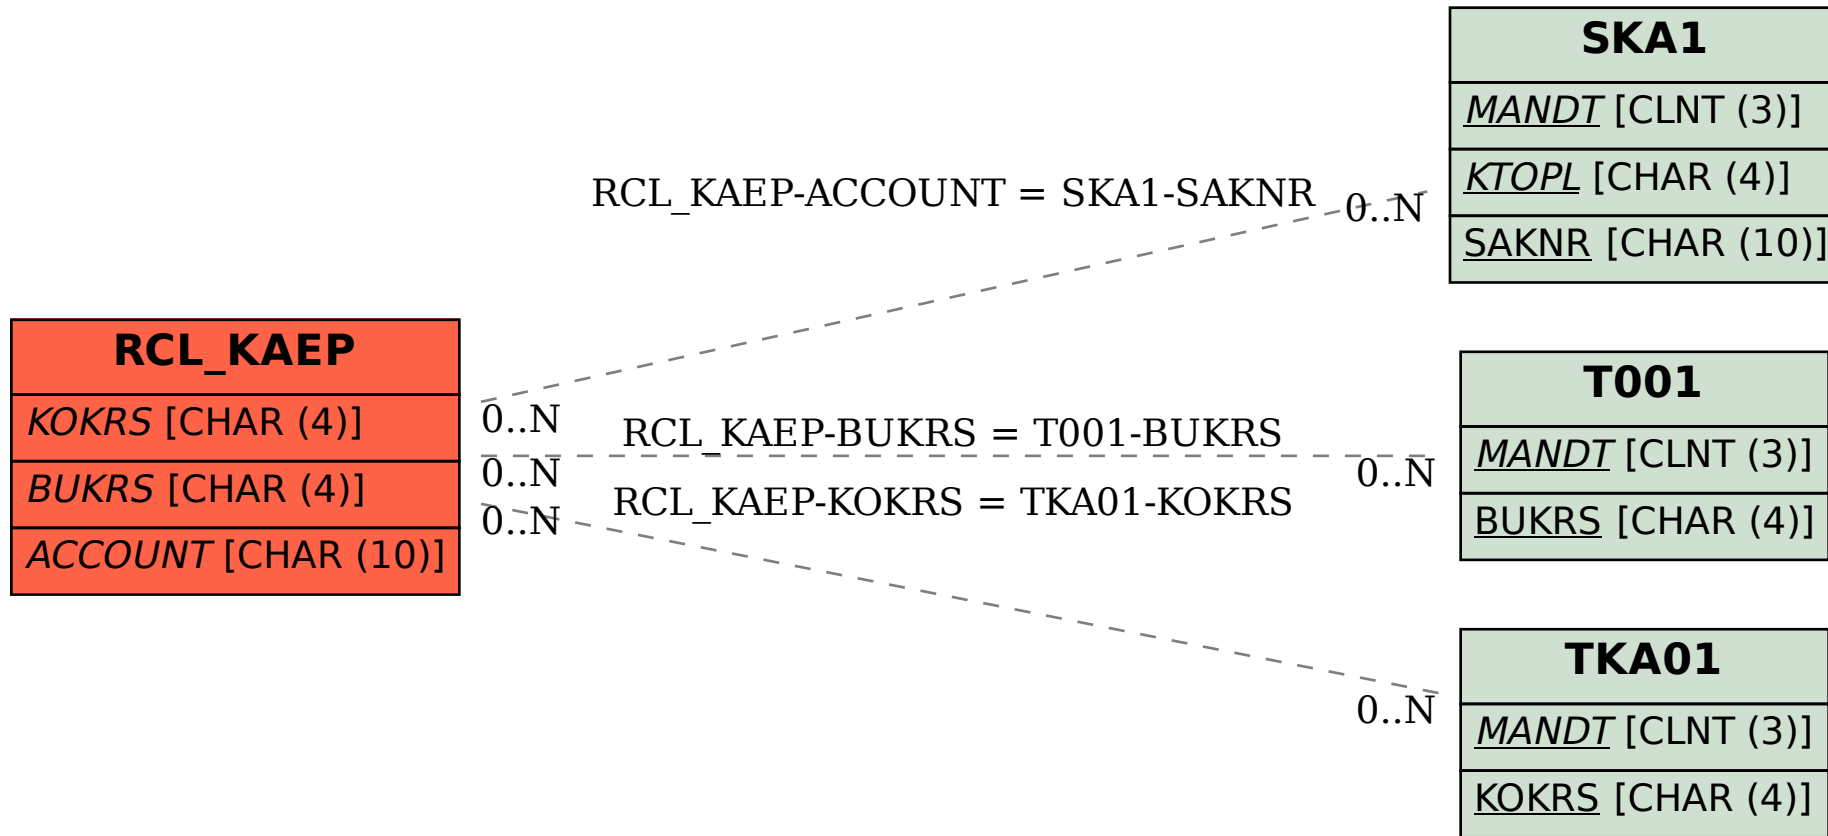 SKA1
MANDT [CLNT (3)]
KTOPL [CHAR (4)]
SAKNR [CHAR (10)]
RCL_KAEP-ACCOUNT = SKA1-SAKNR
0..N
RCL_KAEP
KOKRS [CHAR (4)]
BUKRS [CHAR (4)]
ACCOUNT [CHAR (10)]
0..N
RCL_KAEP-BUKRS = T001-BUKRS
0..N
0..N
RCL_KAEP-KOKRS = TKA01-KOKRS
0..N
T001
MANDT [CLNT (3)]
BUKRS [CHAR (4)]
0..N
TKA01
MANDT [CLNT (3)]
KOKRS [CHAR (4)]